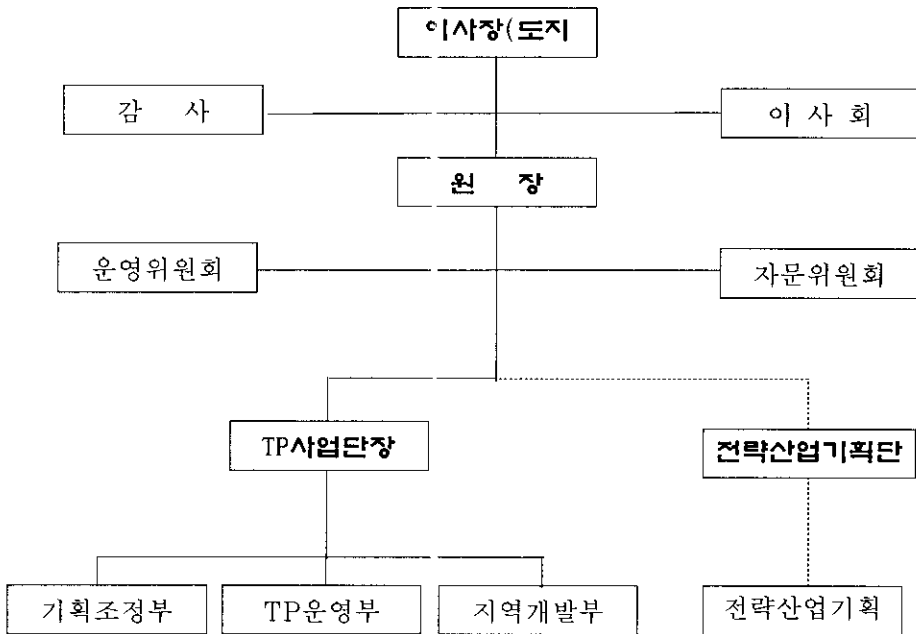 이사장(도지
감 사
이 사 회
원 장
운영위원회
자문위원회
TP사업단장
전략산업기획단
기획조정부
TP운영부
지역개발부
전략산업기획